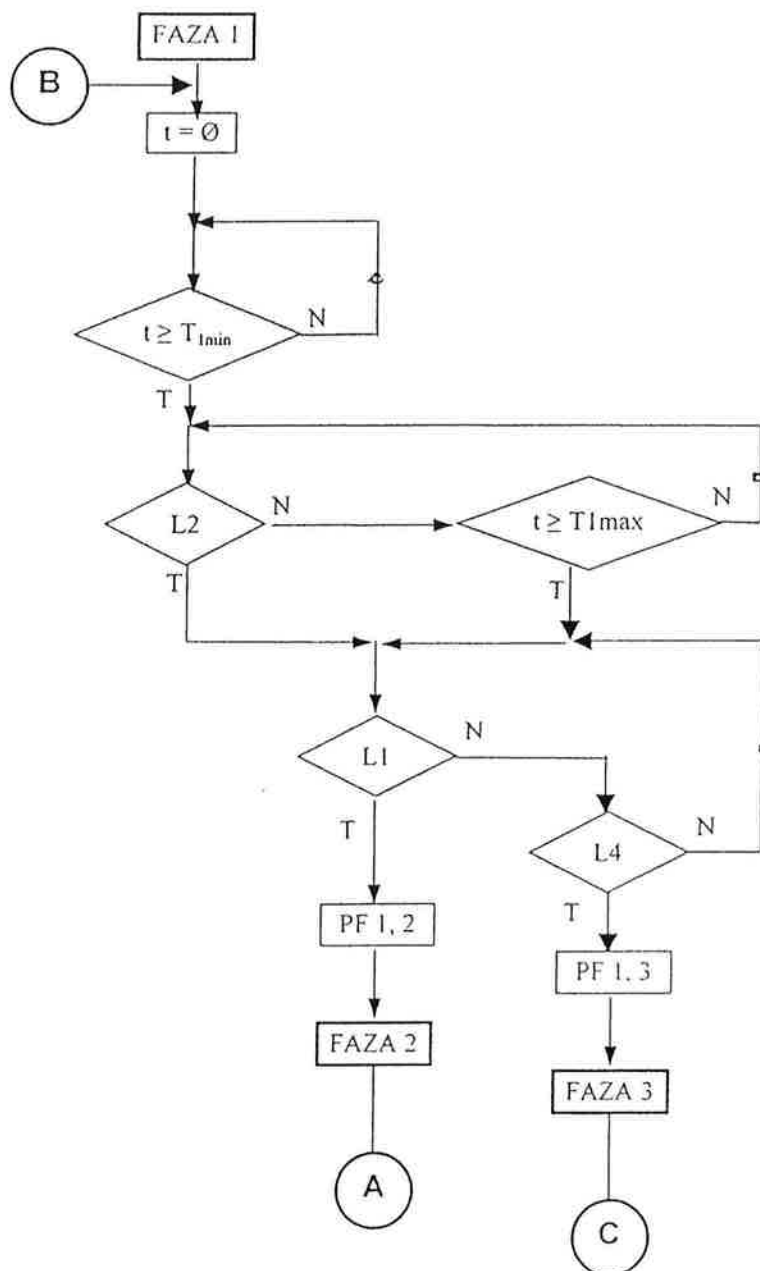 FAZA 1
B
t = Ø
t ≥ T1min
N
T
L2
N
t ≥ T1max
N
T
T
L1
N
T
L4
N
T
PF 1, 2
PF 1, 3
FAZA 2
FAZA 3
A
C